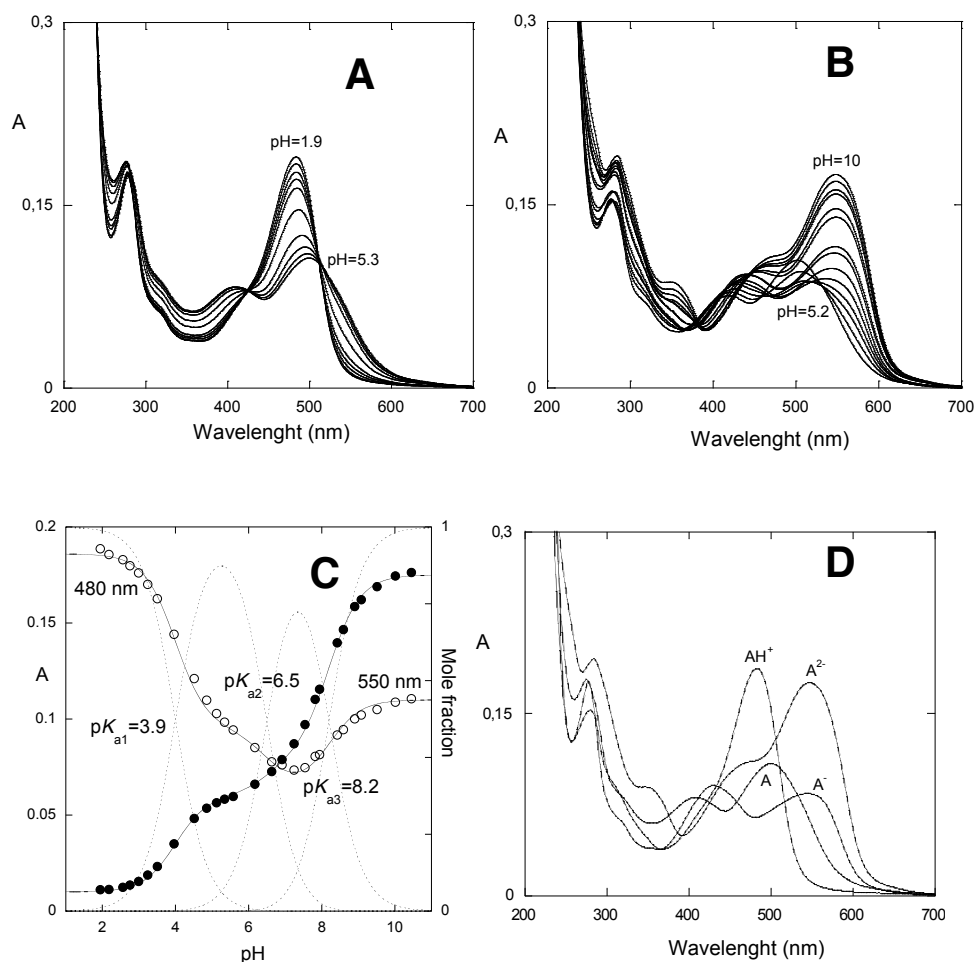 0,3
A
pH=1.9
A
0,15
pH=5.3
0
200 300 400 500 600 700
Wavelenght (nm)
0,3
B
A
pH=10
0,15
pH=5.2
0
200 300 400 500 600 700
Wavelenght (nm)
0.2
1
C
480 nm
0.15
pKa2=6.5
A
550 nm
Mole fraction
0.1
pKa1=3.9
0.05
pKa3=8.2
0
0
2 4 6 8 10
pH
0,3
D
A
AH+
A2-
0,15
A
A-
0
200 300 400 500 600 700
Wavelenght (nm)